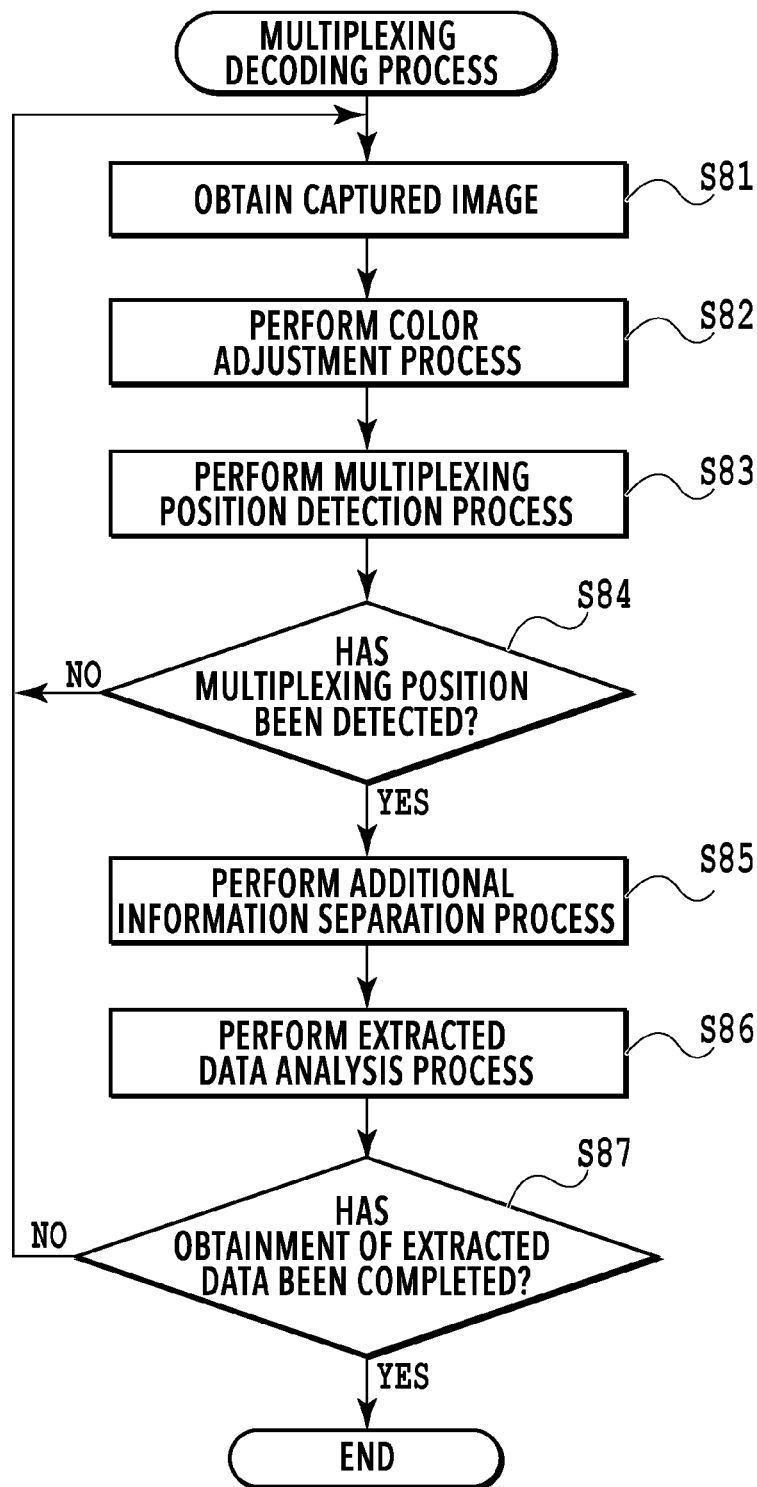 MULTIPLEXING
DECODING PROCESS
OBTAIN CAPTURED IMAGE
S81
PERFORM COLOR
ADJUSTMENT PROCESS
S82
PERFORM MULTIPLEXING
POSITION DETECTION PROCESS
S83
S84
HAS
MULTIPLEXING POSITION
BEEN DETECTED?
NO
YES
PERFORM ADDITIONAL
INFORMATION SEPARATION PROCESS
S85
PERFORM EXTRACTED
DATA ANALYSIS PROCESS
S86
S87
HAS
OBTAINMENT OF EXTRACTED
DATA BEEN COMPLETED?
NO
YES
END